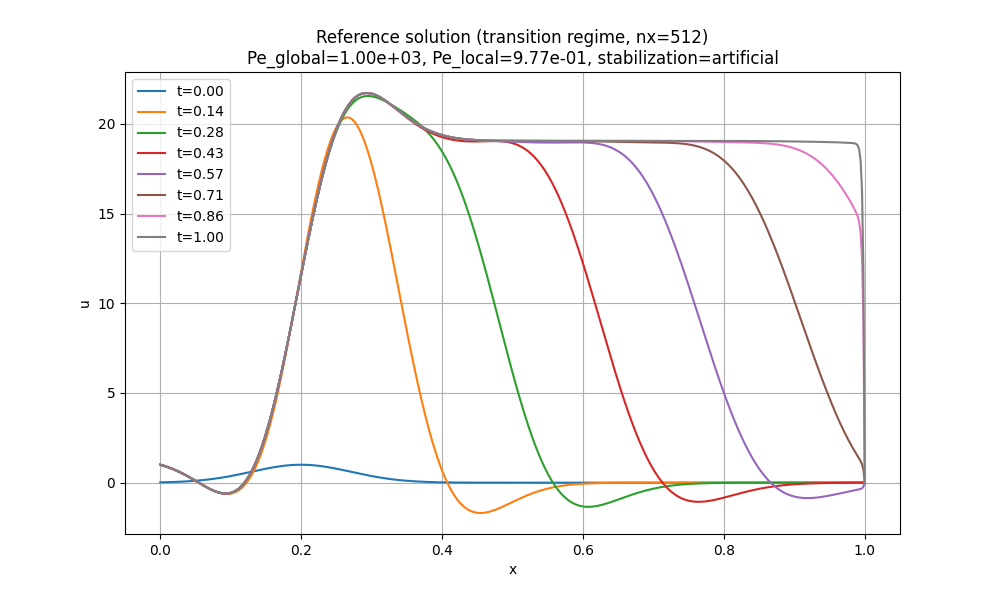 Reference solution (transition regime, nx=512)
Pe_global=1.00e+03, Pe_local=9.77e-01, stabilization=artificial
t=0.00
t=0.14
t=0.28
t=0.43
t=0.57
t=0.71
t=0.86
t=1.00
u
20
15
10
5
0
0.0 0.2 0.4 0.6 0.8 1.0
x